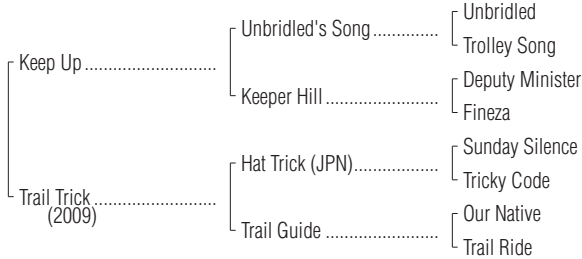 Unbridled
Unbridled's Song..............
Trolley Song
Keep Up............................
Deputy Minister
Keeper Hill........................
Fineza
Sunday Silence
Hat Trick (JPN)..................
Tricky Code
Trail Trick..........................
(2009)
Our Native
Trail Guide........................
Trail Ride